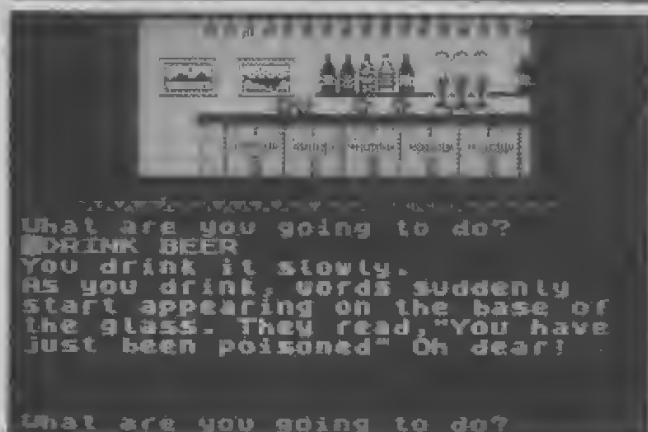 What are you going to do?
DRINK BEER
You drink it slowly.
As you drink, words suddenly
start appearing on the base of
the glass. They read,"You have
just been poisoned" Oh dear!
What are you going to do?